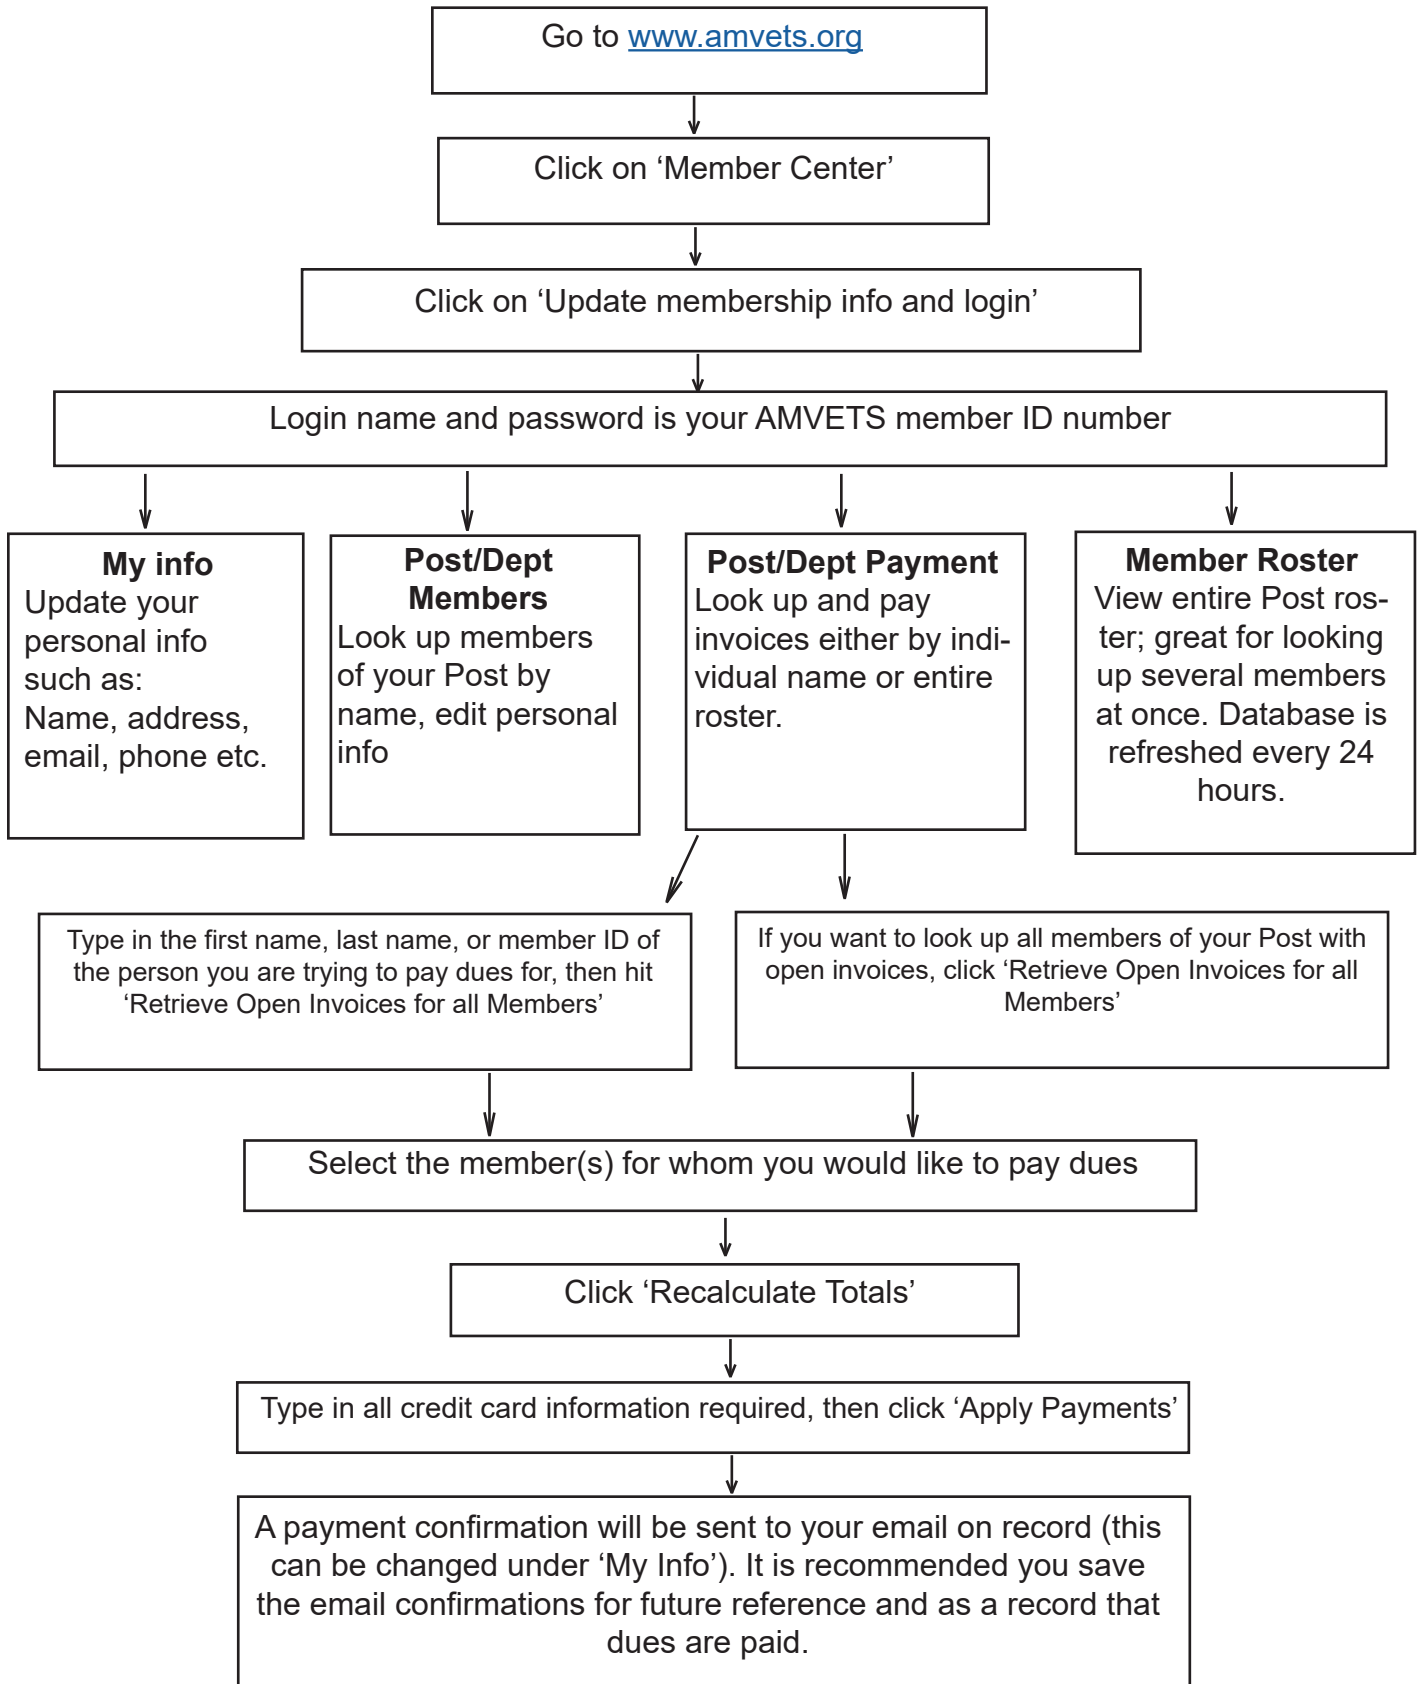 Go to www.amvets.org
Click on ‘Member Center’
Click on ‘Update membership info and login’
Login name and password is your AMVETS member ID number
My info
Update your
personal info
such as:
Name, address,
email, phone etc.
Post/Dept
Members
Look up members
of your Post by
name, edit personal
info
Post/Dept Payment
Look up and pay
invoices either by indi-
vidual name or entire
roster.
Member Roster
View entire Post ros-
ter; great for looking
up several members
at once. Database is
refreshed every 24
hours.
Type in the first name, last name, or member ID of
the person you are trying to pay dues for, then hit
‘Retrieve Open Invoices for all Members’
If you want to look up all members of your Post with
open invoices, click ‘Retrieve Open Invoices for all
Members’
Select the member(s) for whom you would like to pay dues
Click ‘Recalculate Totals’
Type in all credit card information required, then click ‘Apply Payments’
A payment confirmation will be sent to your email on record (this
can be changed under ‘My Info’). It is recommended you save
the email confirmations for future reference and as a record that
dues are paid.